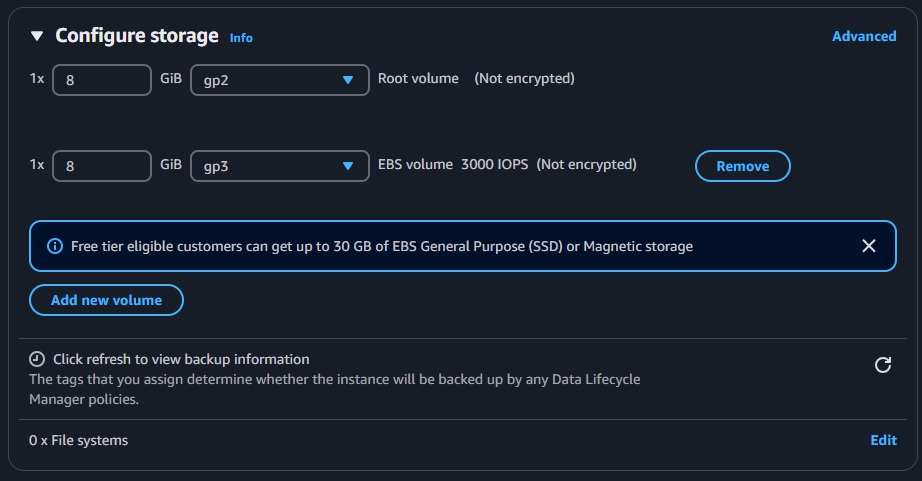 Configure storage Info Advanced
1x 8 GiB gp2 Root volume (Not encrypted)
1x 8 GiB gp3 EBS volume 3000 IOPS (Not encrypted) Remove
Free tier eligible customers can get up to 30 GB of EBS General Purpose (SSD) or Magnetic storage
Add new volume
Click refresh to view backup information
The tags that you assign determine whether the instance will be backed up by any Data Lifecycle
Manager policies.
0 x File systems Edit